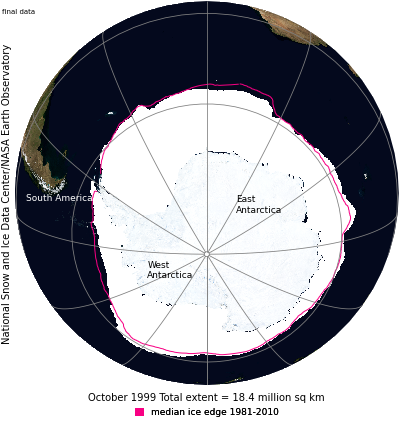 final data
National Snow and Ice Data Center/NASA Earth Observatory
South America
East
Antarctica
West
Antarctica
October 1999 Total extent = 18.4 million sq km
median ice edge 1981-2010